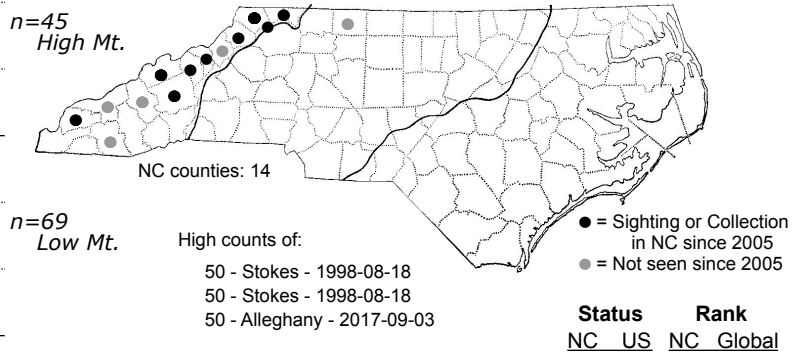 n=45
High Mt.
NC counties: 14
n=69
Low Mt.
High counts of:
50 - Stokes - 1998-08-18
50 - Stokes - 1998-08-18
50 - Alleghany - 2017-09-03
= Sighting or Collection
in NC since 2005
= Not seen since 2005
Status Rank
NC US NC Global